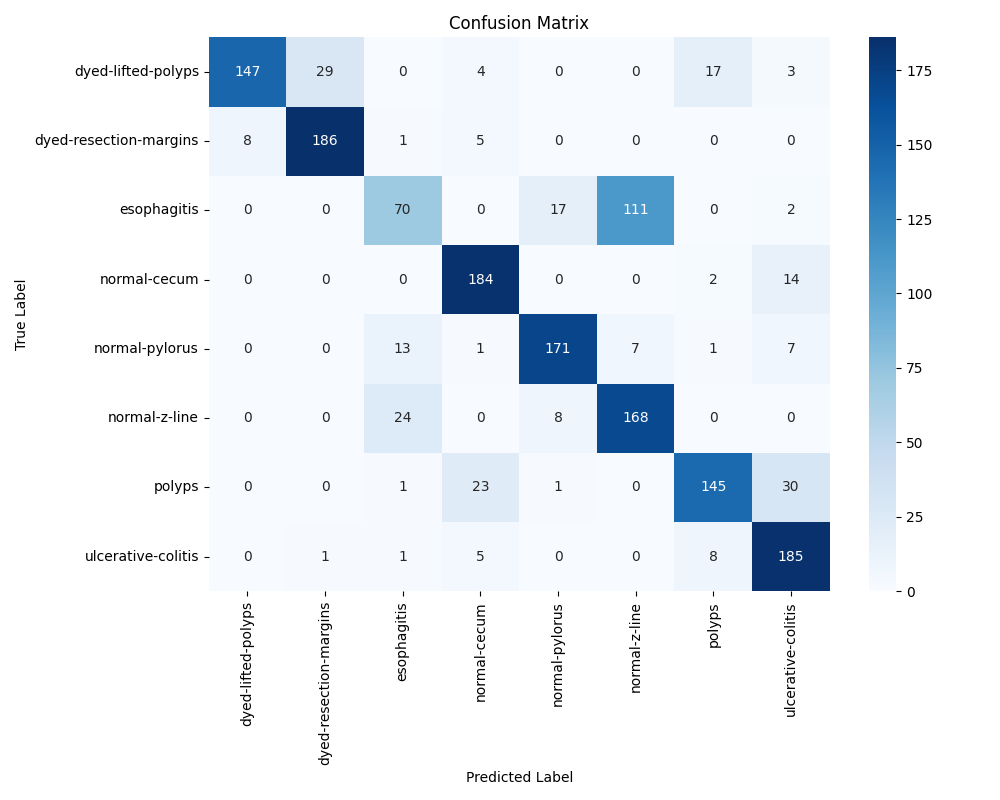 Confusion Matrix
True Label
dyed-lifted-polyps 147 29 0 4 0 0 17 3
dyed-resection-margins 8 186 1 5 0 0 0 0
esophagitis 0 0 70 0 17 111 0 2
normal-cecum 0 0 0 184 0 0 2 14
normal-pylorus 0 0 13 1 171 7 1 7
normal-z-line 0 0 24 0 8 168 0 0
polyps 0 0 1 23 1 0 145 30
ulcerative-colitis 0 1 1 5 0 0 8 185
dyed-lifted-polyps
dyed-resection-margins
esophagitis
normal-cecum
normal-pylorus
normal-z-line
polyps
ulcerative-colitis
Predicted Label
175
150
125
100
75
50
25
0